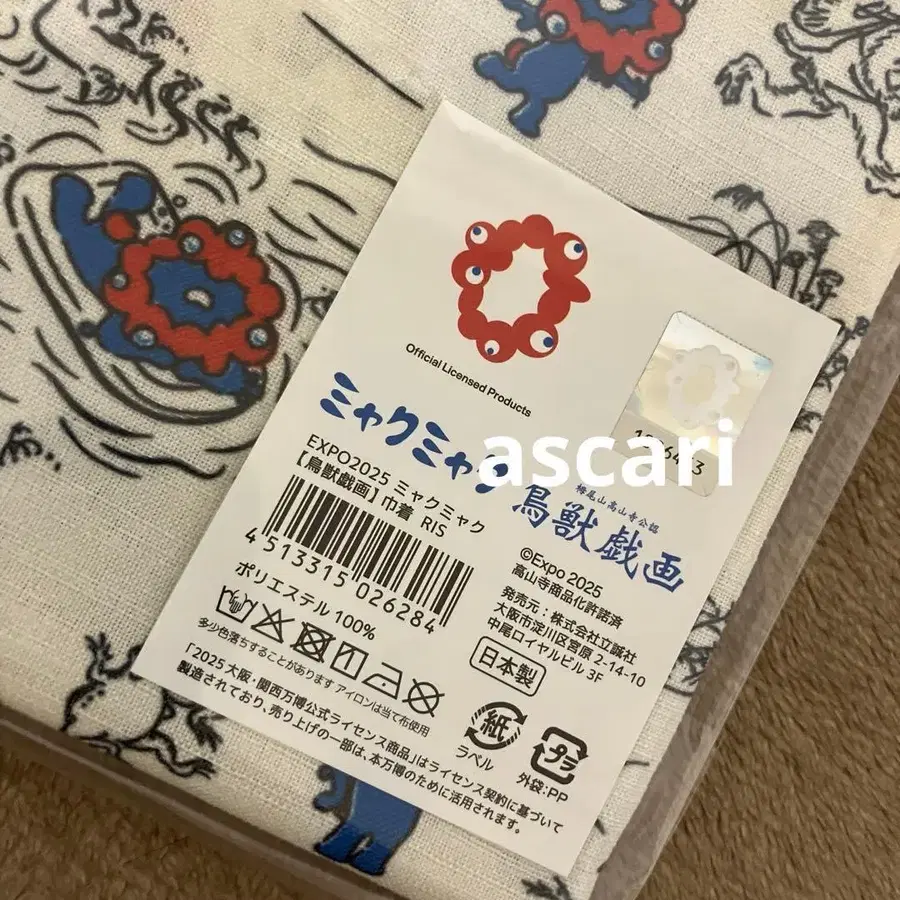 Official Licensed Products
ミャクミャク
ascari
栂尾山高山寺公認
鳥獣戯画
EXPO2025 ミャクミャク
【鳥獣戯画】巾着 RIS
4 513315 026284
ポリエステル 100%
多少色落ちすることがあります アイロンは当て布使用
©Expo 2025
高山寺商品化許諾済
発売元：株式会社立誠社
大阪市淀川区宮原 2-14-10
中尾ロイヤルビル 3F
日本製
紙
ラベル
プラ
外袋：PP
「2025 大阪・関西万博公式ライセンス商品」はライセンス契約に基づいて
製造されており、売り上げの一部は、本万博のために活用されます。